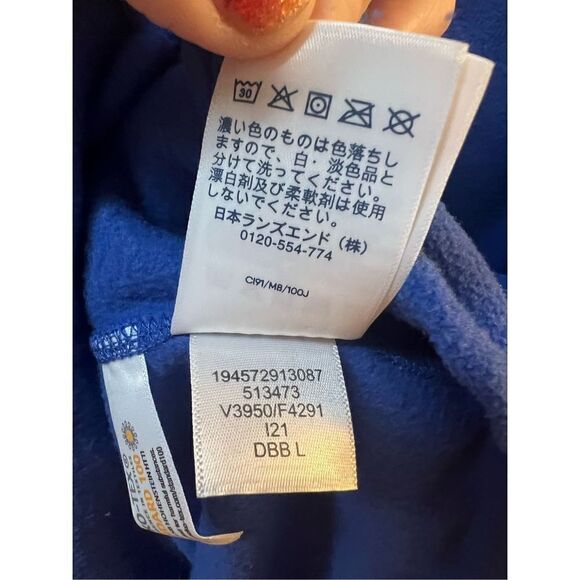 30
濃い色のものは色落ちし
ますので、白・淡色品と
分けて洗ってください。
漂白剤及び柔軟剤は使用
しないでください。
日本ランズエンド（株）
0120-554-774
C191/MB/100J
194572913087
513473
V3950/F4291
I21
DBB L
O-TEX®
100